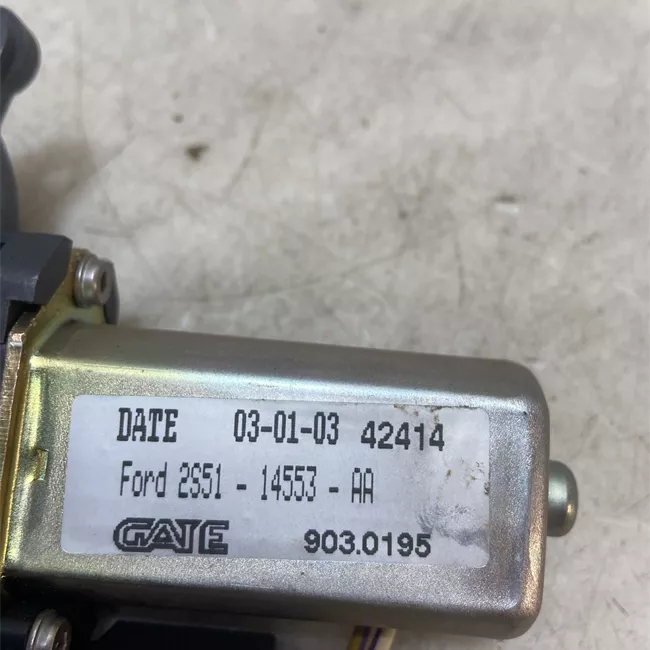 DATE 03-01-03 42414
Ford 2S51 - 14553 - AA
GATE 903.0195